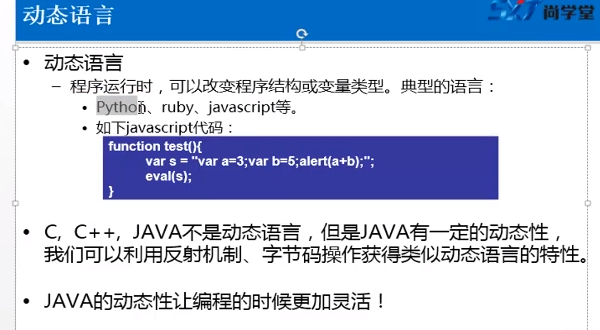 动态语言
SXT 尚学堂
• 动态语言
– 程序运行时，可以改变程序结构或变量类型。典型的语言：
• Python、ruby、javascript等。
• 如下javascript代码：
function test(){
var s = "var a=3;var b=5;alert(a+b);";
eval(s);
}
• C, C++, JAVA不是动态语言，但是JAVA有一定的动态性，
我们可以利用反射机制、字节码操作获得类似动态语言的特性。
• JAVA的动态性让编程的时候更加灵活！